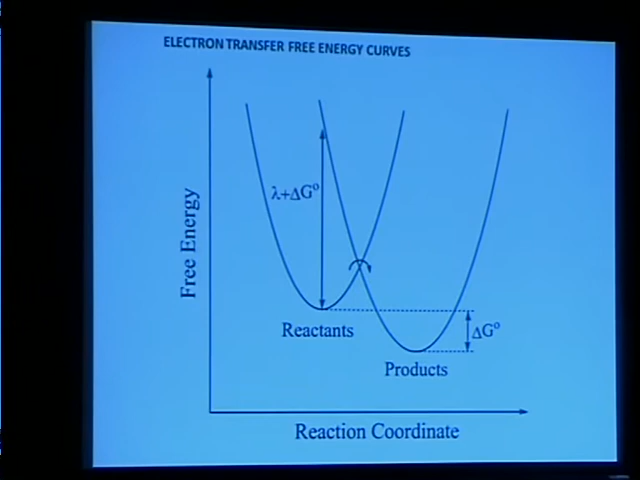 ELECTRON TRANSFER FREE ENERGY CURVES
λ+ΔG°
Free Energy
Reactants
ΔG°
Products
Reaction Coordinate